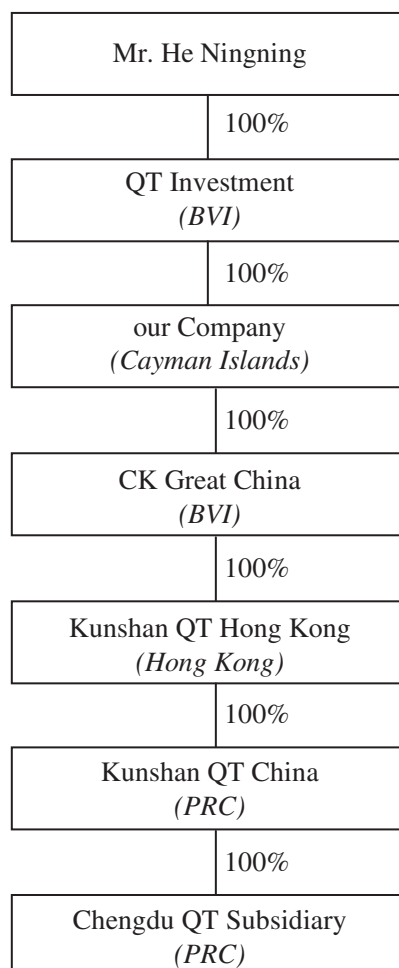 Mr. He Ningning
100%
QT Investment
(BVI)
100%
our Company
(Cayman Islands)
100%
CK Great China
(BVI)
100%
Kunshan QT Hong Kong
(Hong Kong)
100%
Kunshan QT China
(PRC)
100%
Chengdu QT Subsidiary
(PRC)